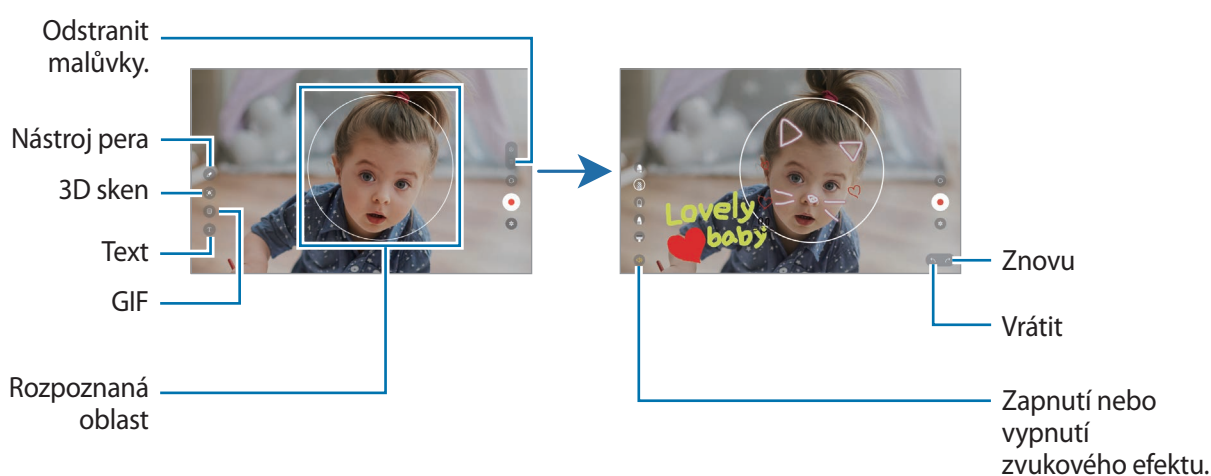 Odstranit
malůvky.
Nástroj pera
3D sken
Text
GIF
Rozpoznaná
oblast
Lovely
baby
Znovu
Vrátit
Zapnutí nebo
vypnutí
zvukového efektu.